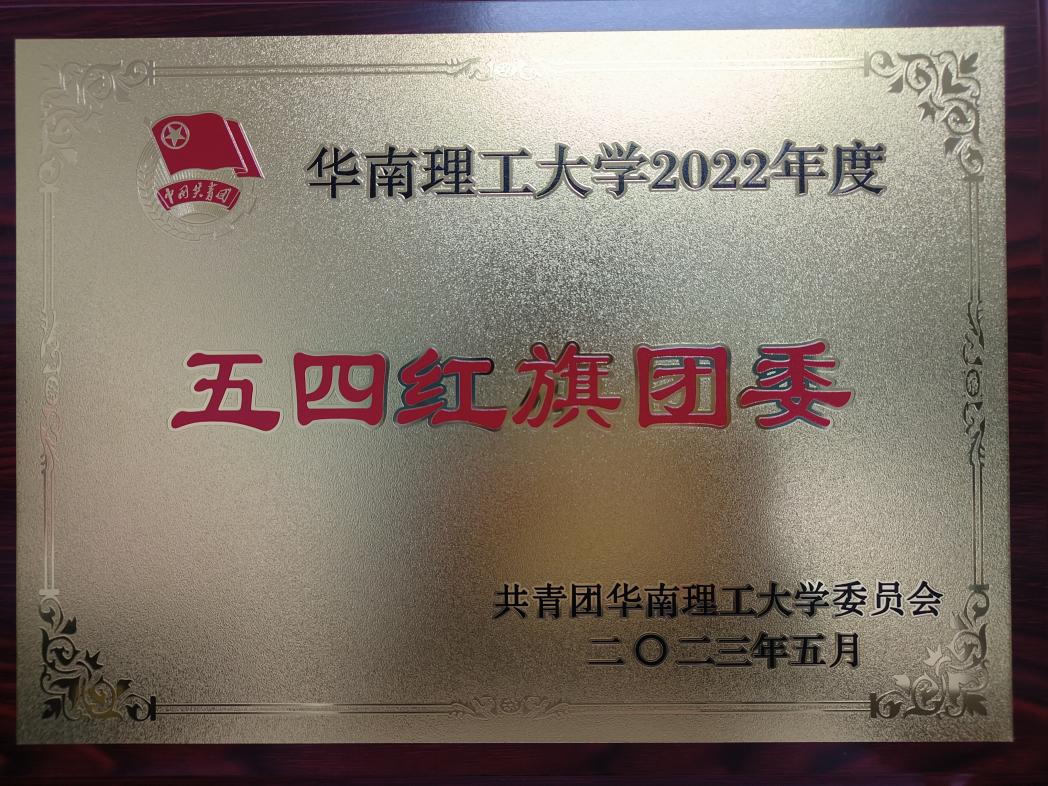 中国共青团
华南理工大学2022年度
五四红旗团委
共青团华南理工大学委员会
二〇二三年五月